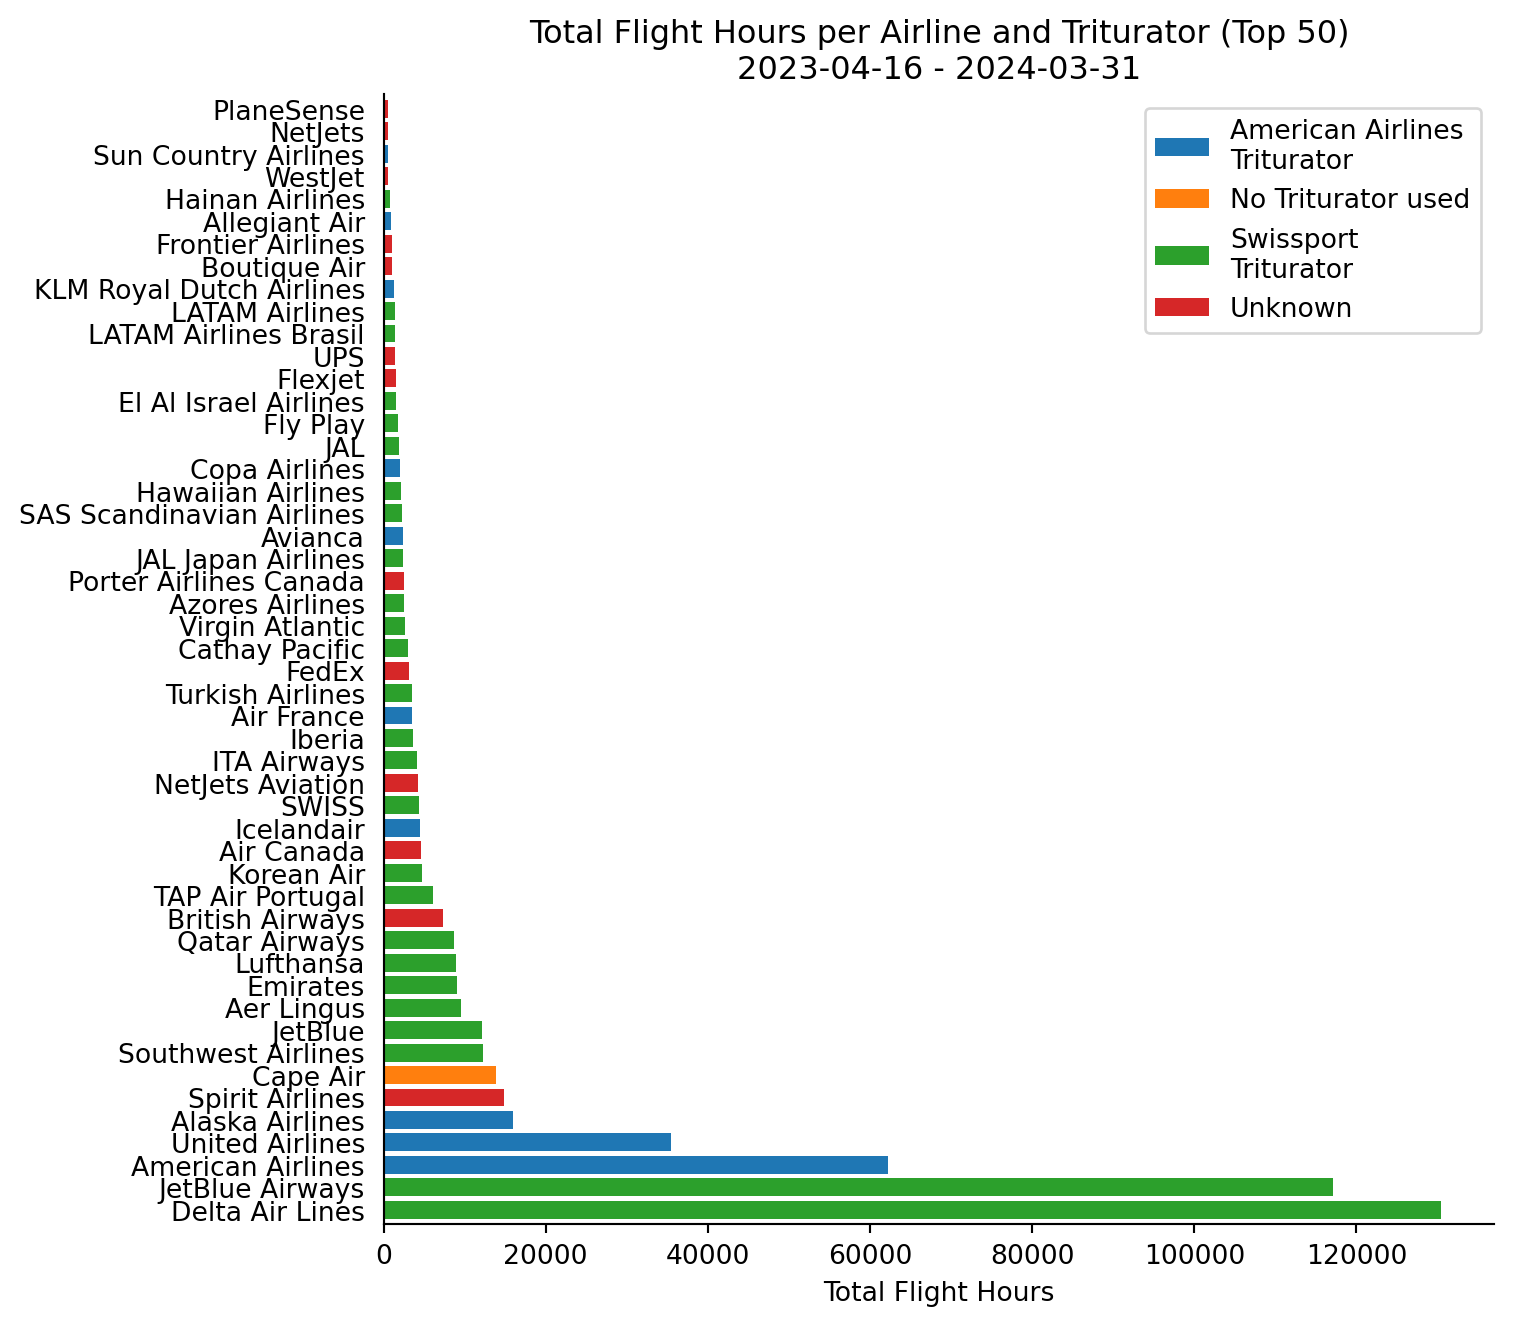 Total Flight Hours per Airline and Triturator (Top 50)
2023-04-16 - 2024-03-31
PlaneSense
NetJets
Sun Country Airlines
WestJet
Hainan Airlines
Allegiant Air
Frontier Airlines
Boutique Air
KLM Royal Dutch Airlines
LATAM Airlines
LATAM Airlines Brasil
UPS
Flexjet
El Al Israel Airlines
Fly Play
JAL
Copa Airlines
Hawaiian Airlines
SAS Scandinavian Airlines
Avianca
JAL Japan Airlines
Porter Airlines Canada
Azores Airlines
Virgin Atlantic
Cathay Pacific
FedEx
Turkish Airlines
Air France
Iberia
ITA Airways
NetJets Aviation
SWISS
Icelandair
Air Canada
Korean Air
TAP Air Portugal
British Airways
Qatar Airways
Lufthansa
Emirates
Aer Lingus
JetBlue
Southwest Airlines
Cape Air
Spirit Airlines
Alaska Airlines
United Airlines
American Airlines
JetBlue Airways
Delta Air Lines
American Airlines
Triturator
No Triturator used
Swissport
Triturator
Unknown
0 20000 40000 60000 80000 100000 120000
Total Flight Hours